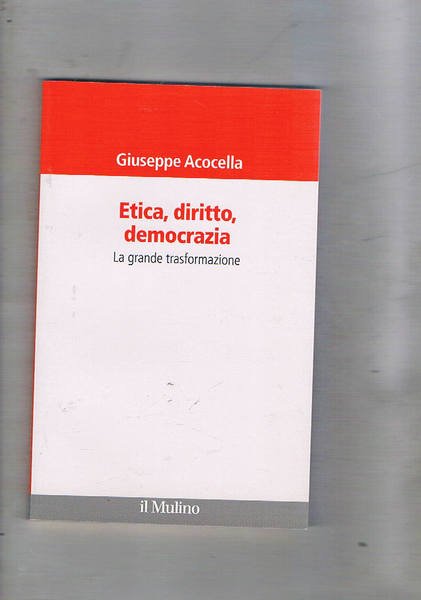 Giuseppe Acocella
Etica, diritto,
democrazia
La grande trasformazione
il Mulino